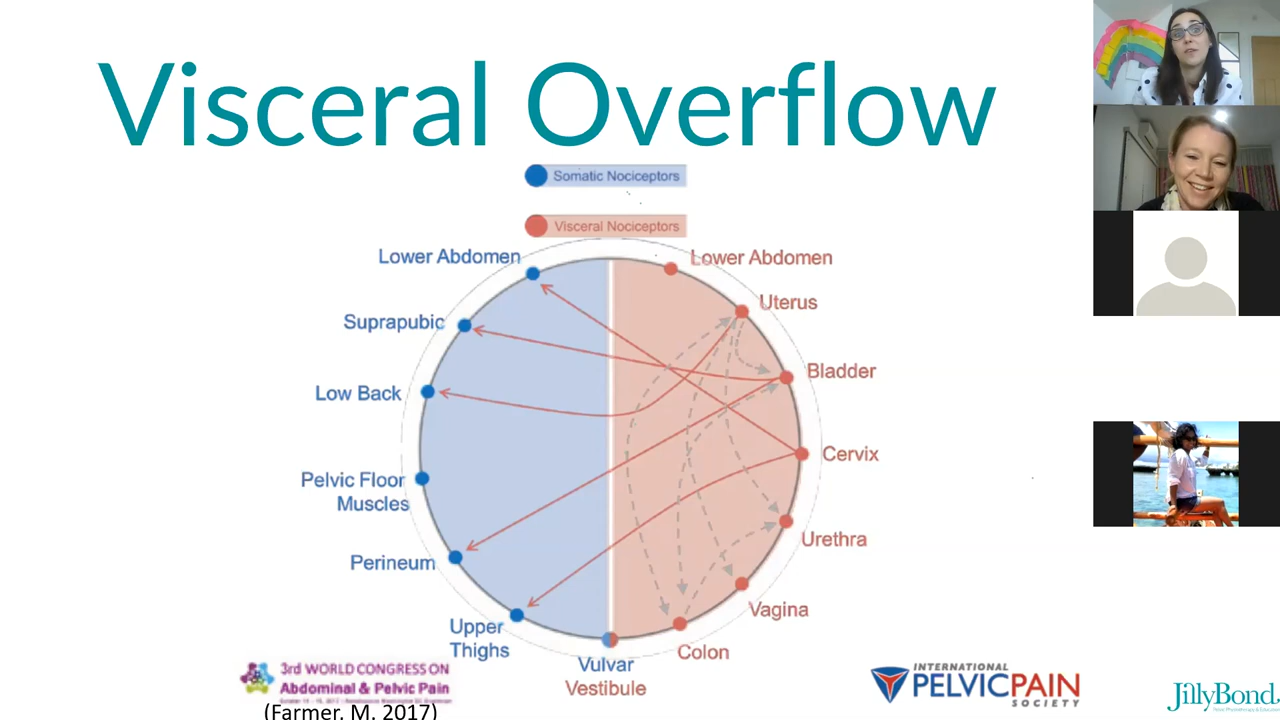 Visceral Overflow
Somatic Nociceptors
Visceral Nociceptors
Lower Abdomen
Lower Abdomen
Uterus
Suprapubic
Bladder
Low Back
Cervix
Pelvic Floor
Muscles
Urethra
Perineum
Vagina
Upper
Thighs
Colon
Vulvar
Vestibule
3rd WORLD CONGRESS ON
Abdominal & Pelvic Pain
(Farmer, M. 2017)
INTERNATIONAL
PELVICPAIN
SOCIETY
JillyBond.